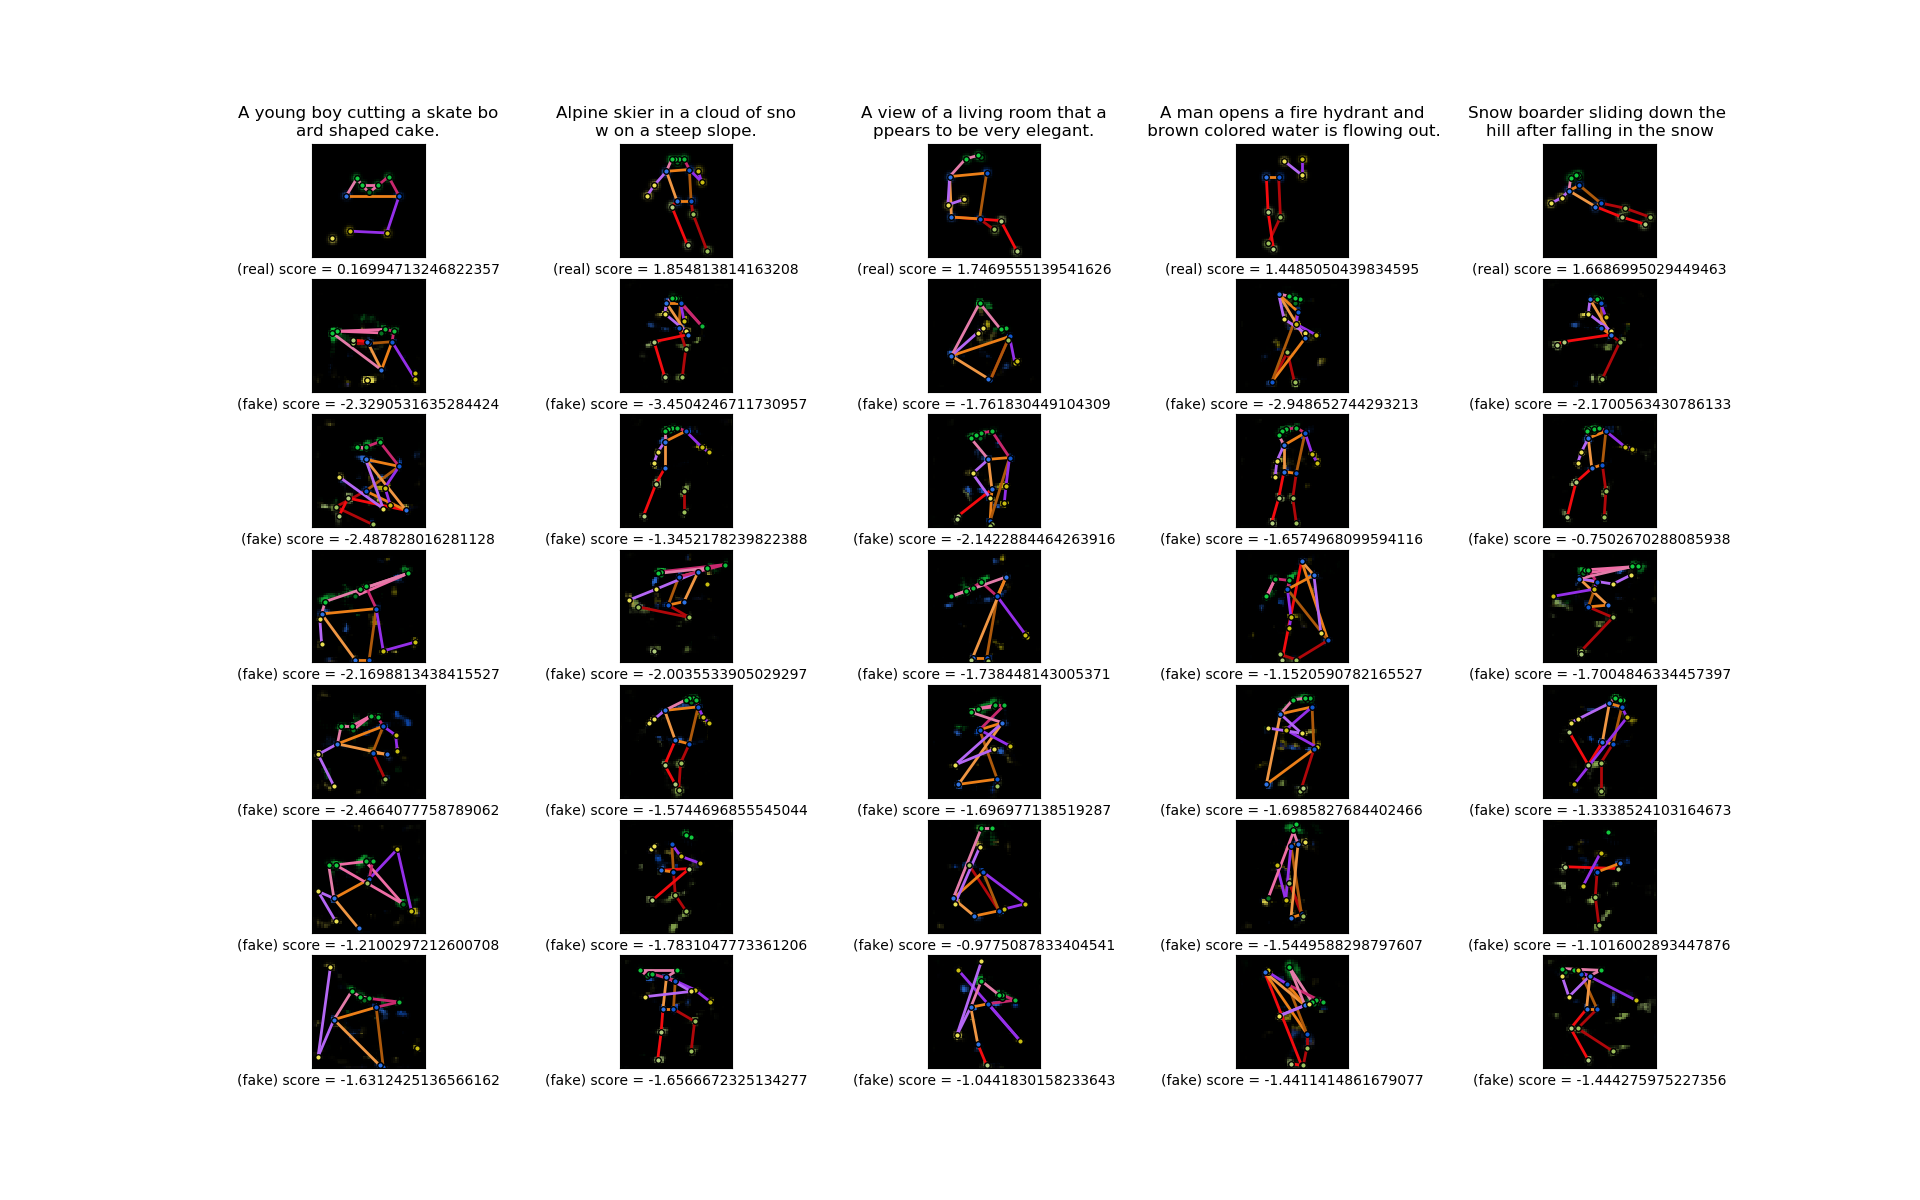 A young boy cutting a skate bo
ard shaped cake.
Alpine skier in a cloud of sno
w on a steep slope.
A view of a living room that a
ppears to be very elegant.
A man opens a fire hydrant and
brown colored water is flowing out.
Snow boarder sliding down the
hill after falling in the snow
(real) score = 0.16994713246822357
(real) score = 1.854813814163208
(real) score = 1.7469555139541626
(real) score = 1.4485050439834595
(real) score = 1.6686995029449463
(fake) score = -2.3290531635284424
(fake) score = -3.4504246711730957
(fake) score = -1.761830449104309
(fake) score = -2.948652744293213
(fake) score = -2.1700563430786133
(fake) score = -2.487828016281128
(fake) score = -1.3452178239822388
(fake) score = -2.1422884464263916
(fake) score = -1.6574968099594116
(fake) score = -0.7502670288085938
(fake) score = -2.1698813438415527
(fake) score = -2.0035533905029297
(fake) score = -1.738448143005371
(fake) score = -1.1520590782165527
(fake) score = -1.7004846334457397
(fake) score = -2.4664077758789062
(fake) score = -1.5744696855545044
(fake) score = -1.696977138519287
(fake) score = -1.6985827684402466
(fake) score = -1.3338524103164673
(fake) score = -1.2100297212600708
(fake) score = -1.7831047773361206
(fake) score = -0.9775087833404541
(fake) score = -1.5449588298797607
(fake) score = -1.1016002893447876
(fake) score = -1.6312425136566162
(fake) score = -1.6566672325134277
(fake) score = -1.0441830158233643
(fake) score = -1.4411414861679077
(fake) score = -1.444275975227356